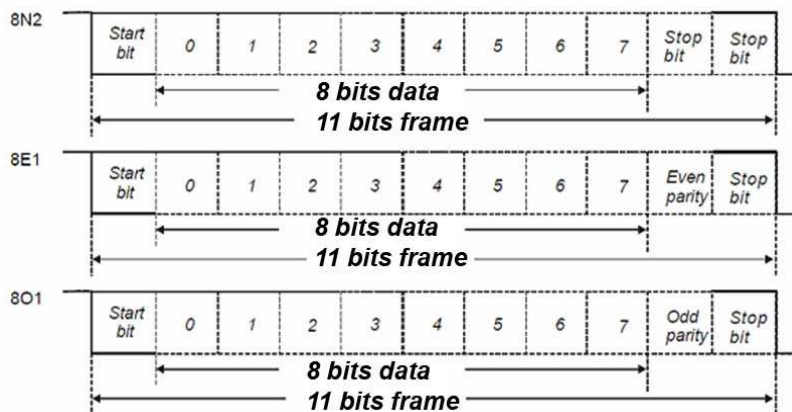 8N2
Start bit 0 1 2 3 4 5 6 7 Stop bit Stop bit
8 bits data
11 bits frame
8E1
Start bit 0 1 2 3 4 5 6 7 Even parity Stop bit
8 bits data
11 bits frame
8O1
Start bit 0 1 2 3 4 5 6 7 Odd parity Stop bit
8 bits data
11 bits frame